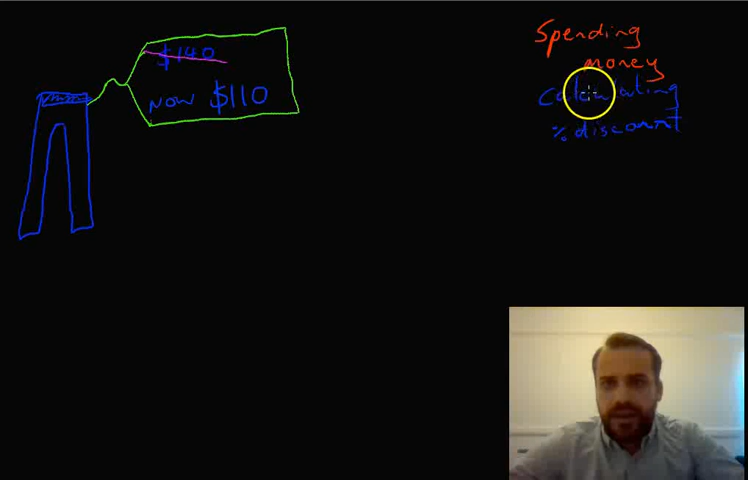 $140
Now $110
Spending
money
Calculating
% discount